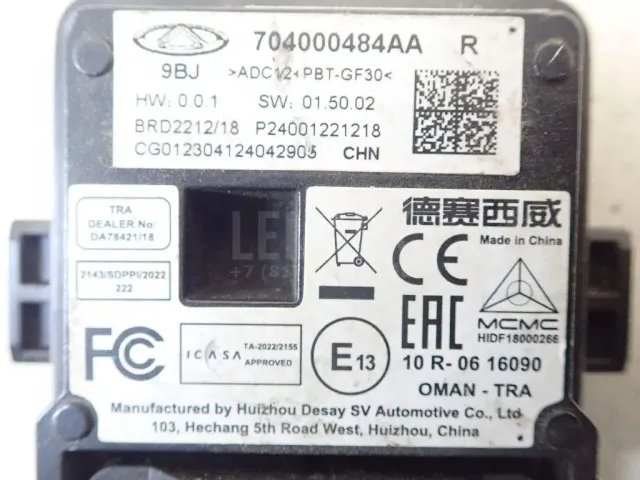 704000484AA R
9BJ >ADC12+PBT-GF30<
HW: 0.0.1 SW: 01.50.02
BRD2212/18 P24001221218
CG012304124042905 CHN
TRA
DEALER No:
DA78421/18
2143/SDPPI/2022
222
德赛西威
Made in China
CE
EAC
MCMC
HIDF18000266
FC
ICASA
TA-2022/2155
APPROVED
E13
10 R- 06 16090
OMAN - TRA
Manufactured by Huizhou Desay SV Automotive Co., Ltd
103, Hechang 5th Road West, Huizhou, China